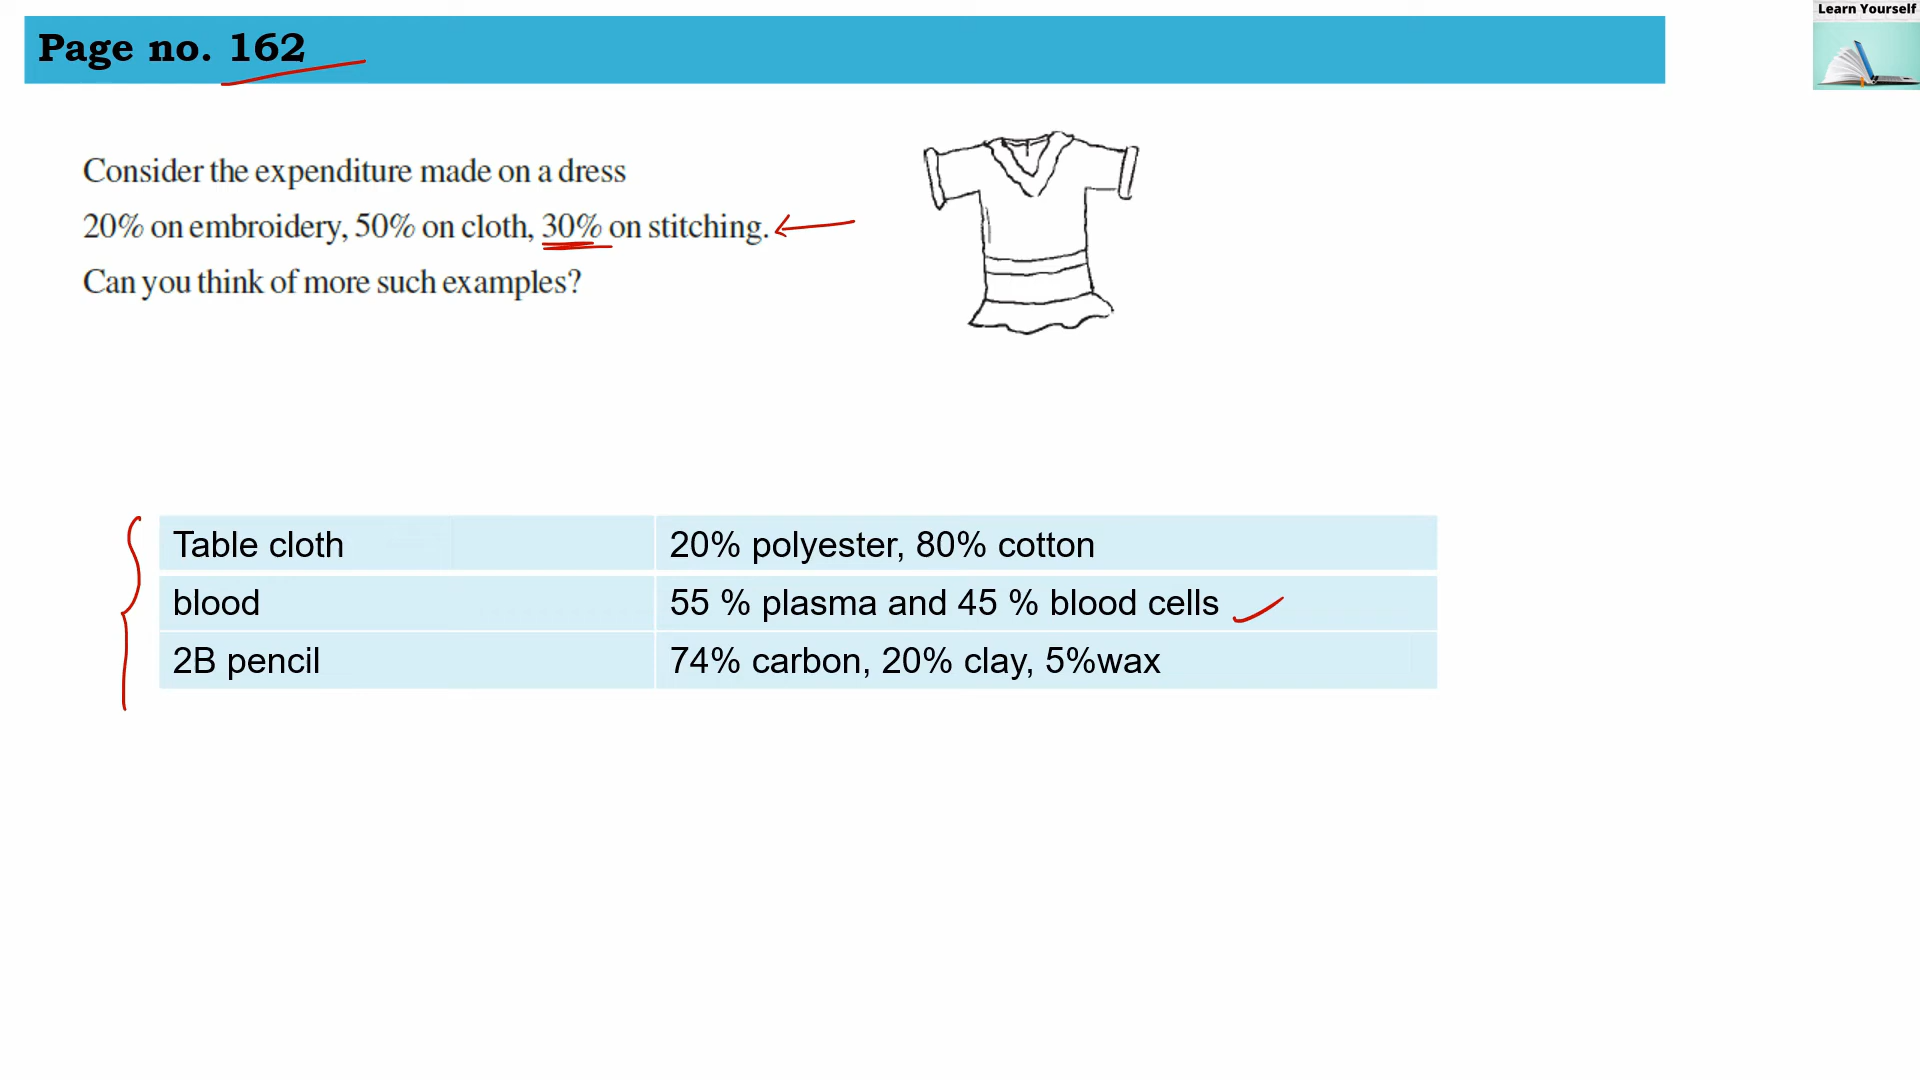 Learn Yourself
Page no. 162
Consider the expenditure made on a dress
20% on embroidery, 50% on cloth, 30% on stitching.
Can you think of more such examples?
Table cloth 20% polyester, 80% cotton
blood 55 % plasma and 45 % blood cells
2B pencil 74% carbon, 20% clay, 5%wax